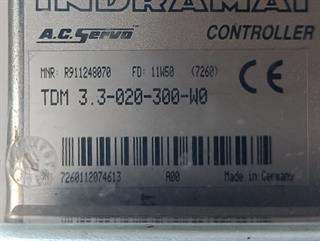 INDRAMAT
A.C. Servo CONTROLLER
MNR: R911248070 FD: 11W50 (7260)
TDM 3.3-020-300-W0
SN
7260112074613 A00 Made in Germany